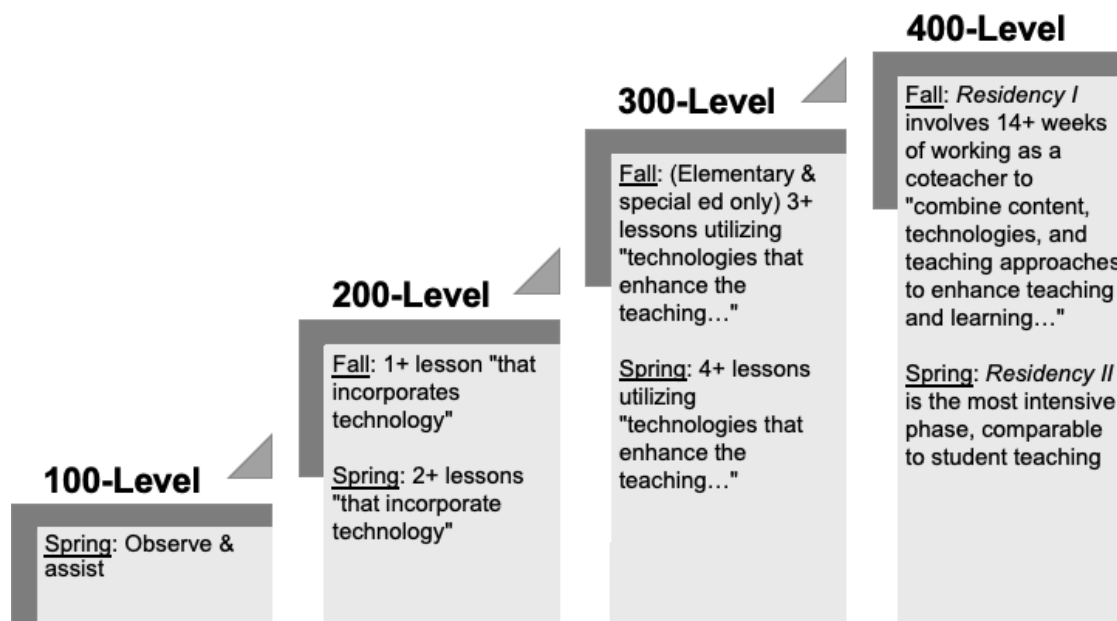 100-Level
Spring: Observe &
assist
200-Level
Fall: 1+ lesson "that
incorporates
technology"
Spring: 2+ lessons
"that incorporate
technology"
300-Level
Fall: (Elementary &
special ed only) 3+
lessons utilizing
"technologies that
enhance the
teaching…"
Spring: 4+ lessons
utilizing
"technologies that
enhance the
teaching…"
400-Level
Fall: Residency I
involves 14+ weeks
of working as a
coteacher to
"combine content,
technologies, and
teaching approaches
to enhance teaching
and learning…"
Spring: Residency II
is the most intensive
phase, comparable
to student teaching